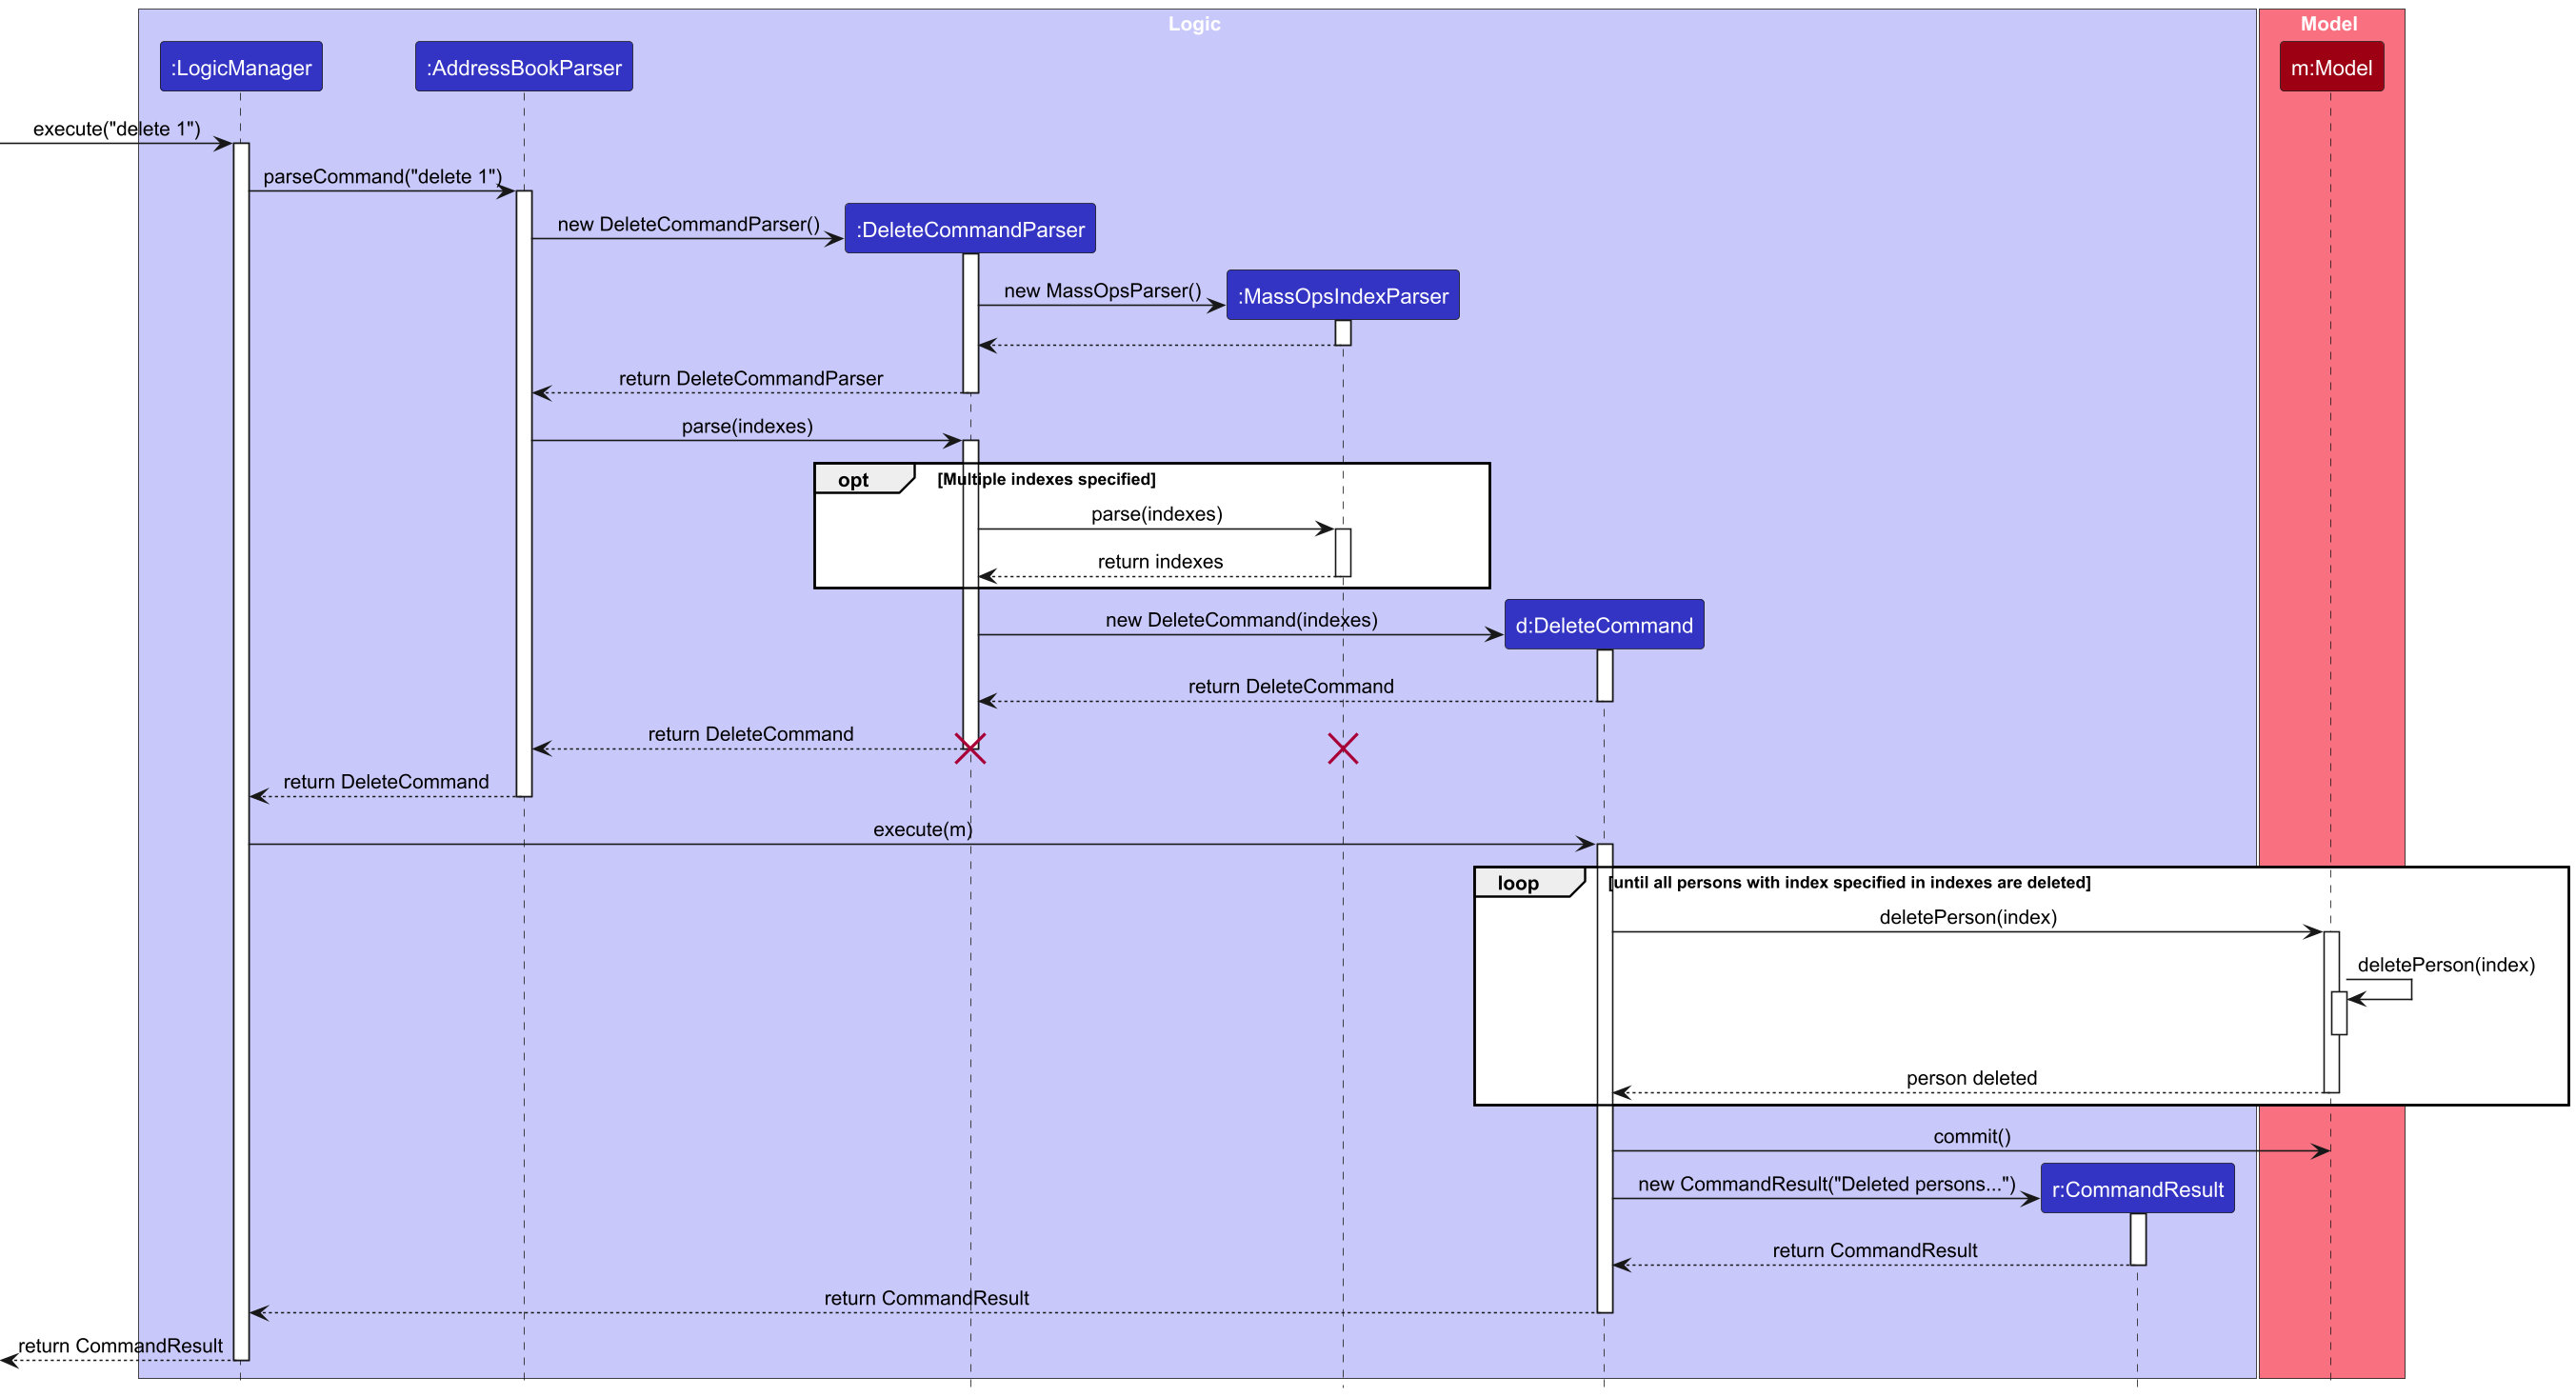 Logic
Model
:LogicManager
:AddressBookParser
m:Model
execute("delete 1")
parseCommand("delete 1")
new DeleteCommandParser()
:DeleteCommandParser
new MassOpsParser()
:MassOpsIndexParser
return DeleteCommandParser
parse(indexes)
opt
[Multiple indexes specified]
parse(indexes)
return indexes
new DeleteCommand(indexes)
d:DeleteCommand
return DeleteCommand
return DeleteCommand
return DeleteCommand
execute(m)
loop
[until all persons with index specified in indexes are deleted]
deletePerson(index)
deletePerson(index)
person deleted
commit()
new CommandResult("Deleted persons...")
r:CommandResult
return CommandResult
return CommandResult
return CommandResult